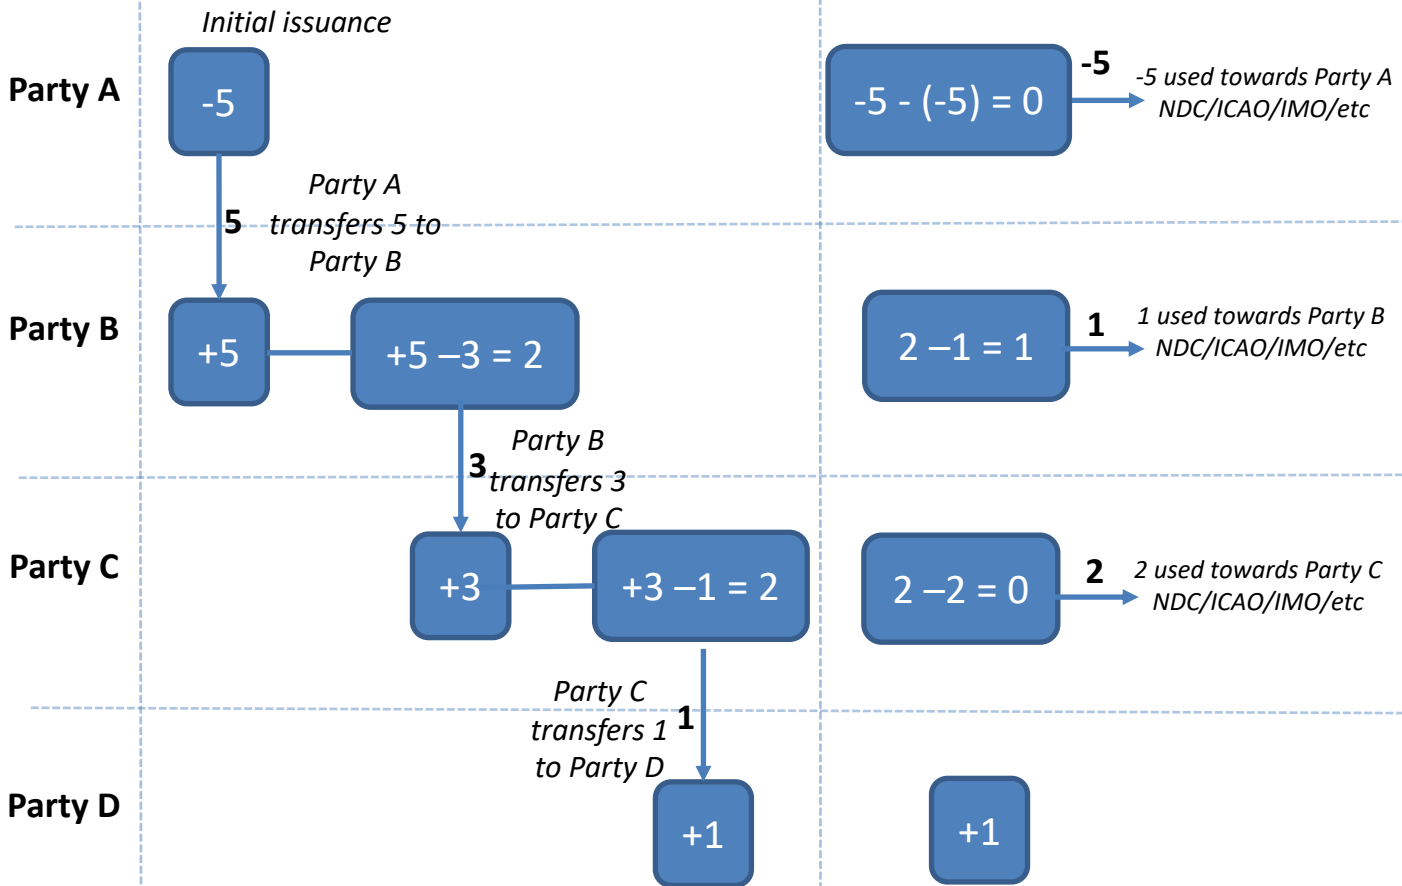 Initial issuance
Party A
-5
-5 - (-5) = 0
-5
-5 used towards Party A
NDC/ICAO/IMO/etc
5
Party A
transfers 5 to
Party B
Party B
+5
+5 –3 = 2
2 –1 = 1
1
1 used towards Party B
NDC/ICAO/IMO/etc
3
Party B
transfers 3
to Party C
Party C
+3
+3 –1 = 2
2 –2 = 0
2
2 used towards Party C
NDC/ICAO/IMO/etc
Party C
transfers 1
to Party D
1
Party D
+1
+1